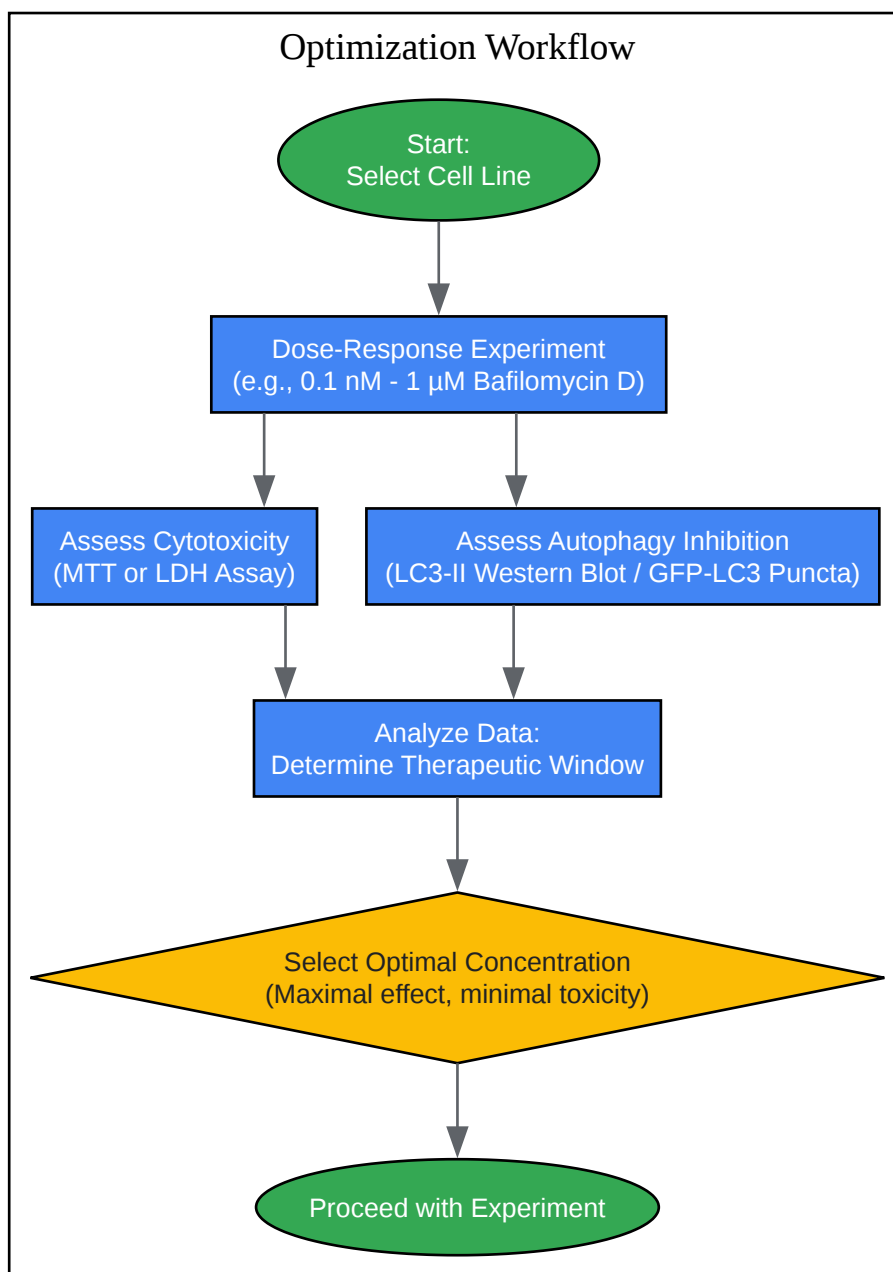 Optimization Workflow
Start:
Select Cell Line
Dose-Response Experiment
(e.g., 0.1 nM - 1 µM Bafilomycin D)
Assess Cytotoxicity
(MTT or LDH Assay)
Assess Autophagy Inhibition
(LC3-II Western Blot / GFP-LC3 Puncta)
Analyze Data:
Determine Therapeutic Window
Select Optimal Concentration
(Maximal effect, minimal toxicity)
Proceed with Experiment